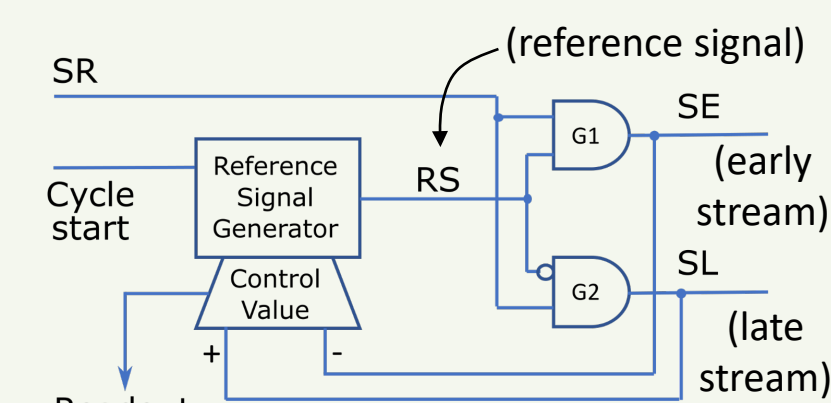 (reference signal)
SR
SE
G1
Reference
Signal
Generator
RS
(early
stream)
Cycle
start
SL
Control
Value
G2
(late
stream)
+
-